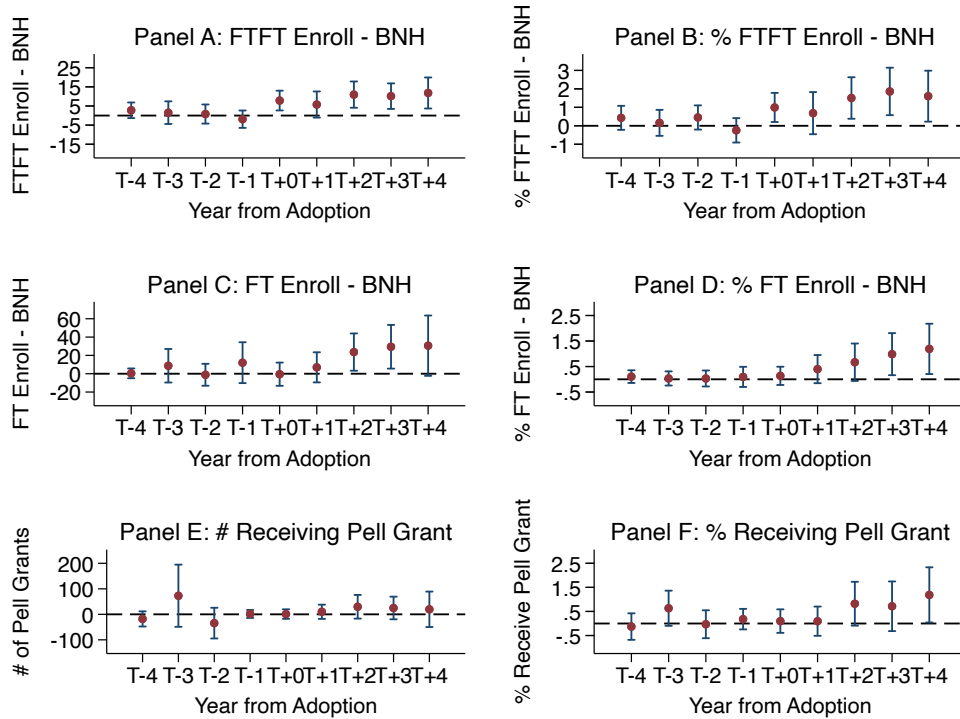 Panel A: FTFT Enroll - BNH
FTFT Enroll - BNH
25
15
5
-5
-15
T-4 T-3 T-2 T-1 T+0 T+1 T+2 T+3 T+4
Year from Adoption
Panel B: % FTFT Enroll - BNH
% FTFT Enroll - BNH
3
2
1
0
-1
T-4 T-3 T-2 T-1 T+0 T+1 T+2 T+3 T+4
Year from Adoption
Panel C: FT Enroll - BNH
FT Enroll - BNH
60
40
20
0
-20
T-4 T-3 T-2 T-1 T+0 T+1 T+2 T+3 T+4
Year from Adoption
Panel D: % FT Enroll - BNH
% FT Enroll - BNH
2.5
1.5
.5
-.5
T-4 T-3 T-2 T-1 T+0 T+1 T+2 T+3 T+4
Year from Adoption
Panel E: # Receiving Pell Grant
# of Pell Grants
200
100
0
-100
T-4 T-3 T-2 T-1 T+0 T+1 T+2 T+3 T+4
Year from Adoption
Panel F: % Receiving Pell Grant
% Receive Pell Grant
2.5
1.5
.5
-.5
T-4 T-3 T-2 T-1 T+0 T+1 T+2 T+3 T+4
Year from Adoption